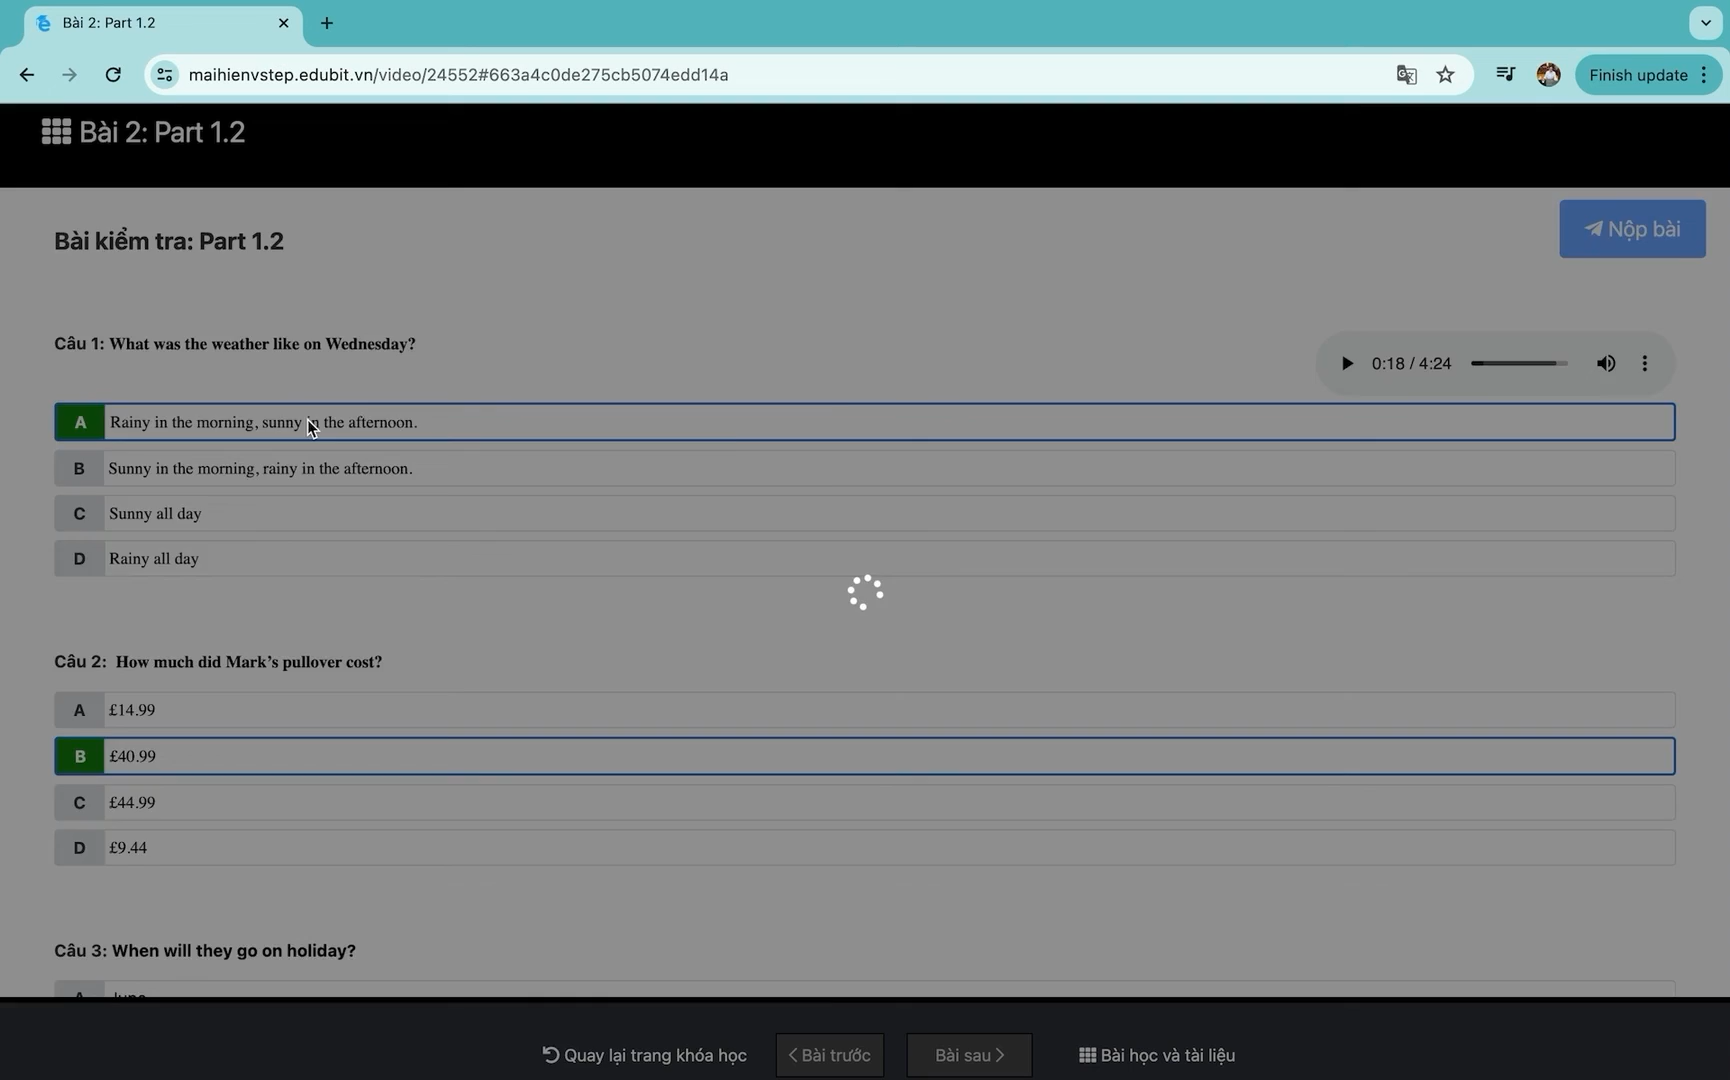 Bài 2: Part 1.2
maihienvstep.edubit.vn/video/24552#663a4c0de275cb5074edd14a
Finish update
Bài 2: Part 1.2
Bài kiểm tra: Part 1.2
Nộp bài
Câu 1: What was the weather like on Wednesday?
0:18 / 4:24
A Rainy in the morning, sunny in the afternoon.
B Sunny in the morning, rainy in the afternoon.
C Sunny all day
D Rainy all day
Câu 2: How much did Mark’s pullover cost?
A £14.99
B £40.99
C £44.99
D £9.44
Câu 3: When will they go on holiday?
A June
Quay lại trang khóa học
Bài trước
Bài sau
Bài học và tài liệu